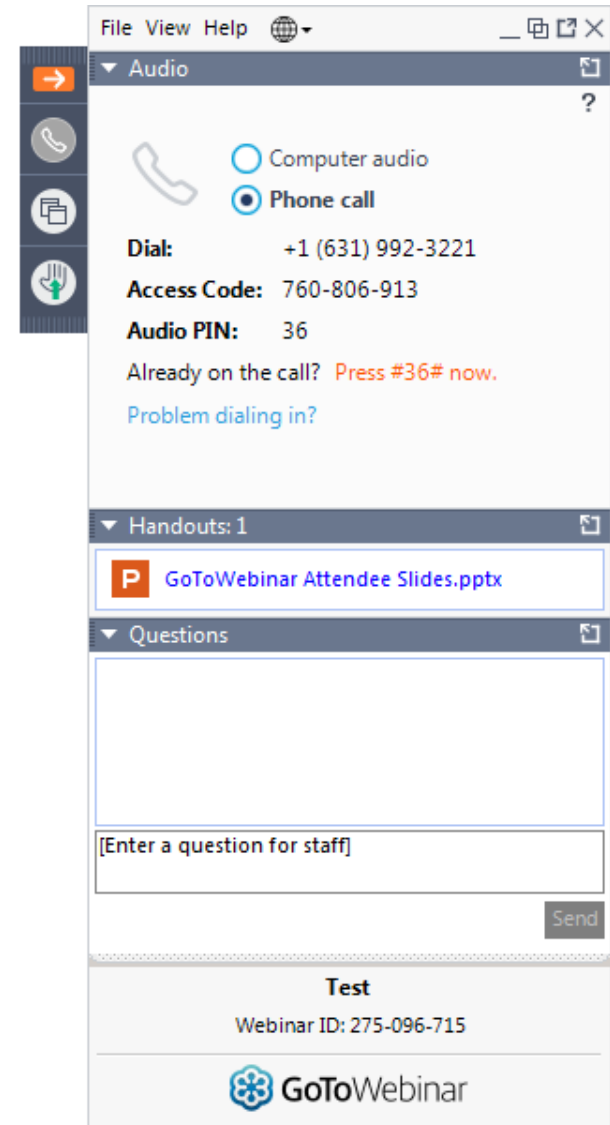 File View Help
Audio
?
Computer audio
Phone call
Dial: +1 (631) 992-3221
Access Code: 760-806-913
Audio PIN: 36
Already on the call? Press #36# now.
Problem dialing in?
Handouts: 1
P GoToWebinar Attendee Slides.pptx
Questions
[Enter a question for staff]
Send
Test
Webinar ID: 275-096-715
GoToWebinar